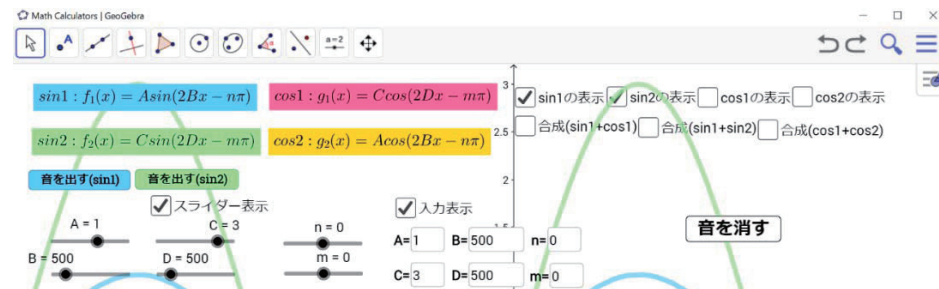 Math Calculators | GeoGebra
a=2
sin1 : f₁(x) = Asin(2Bx − nπ)
cos1 : g₁(x) = Ccos(2Dx − mπ)
3
sin1の表示 sin2の表示 cos1の表示 cos2の表示
sin2 : f₂(x) = Csin(2Dx − mπ)
cos2 : g₂(x) = Acos(2Bx − nπ)
2.5
合成(sin1+cos1) 合成(sin1+sin2) 合成(cos1+cos2)
音を出す(sin1) 音を出す(sin2)
2
スライダー表示
入力表示
A = 1 C = 3 n = 0
音を消す
A= 1 B= 500 n= 0
B = 500 D = 500 m = 0
C= 3 D= 500 m= 0